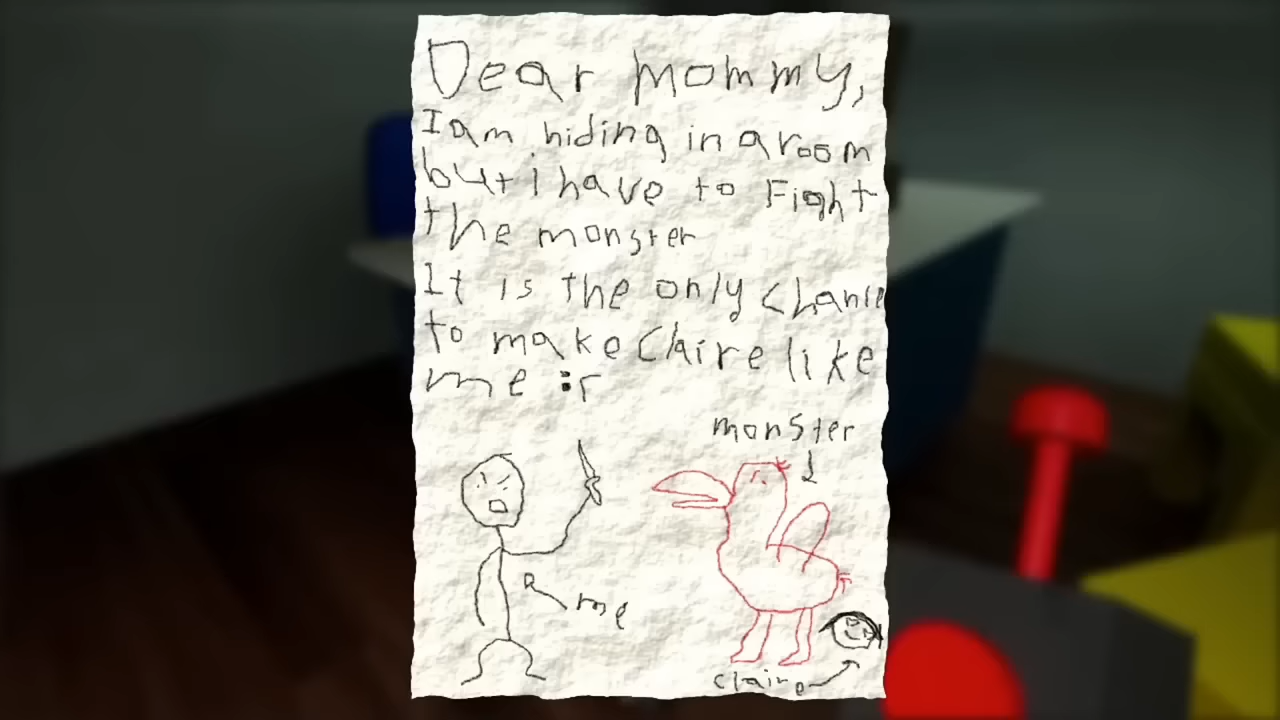 Dear Mommy,
I am hiding in a room
but i have to Fight
the monster
It is the only chance
to make Claire like
me :r
monster
me
claire